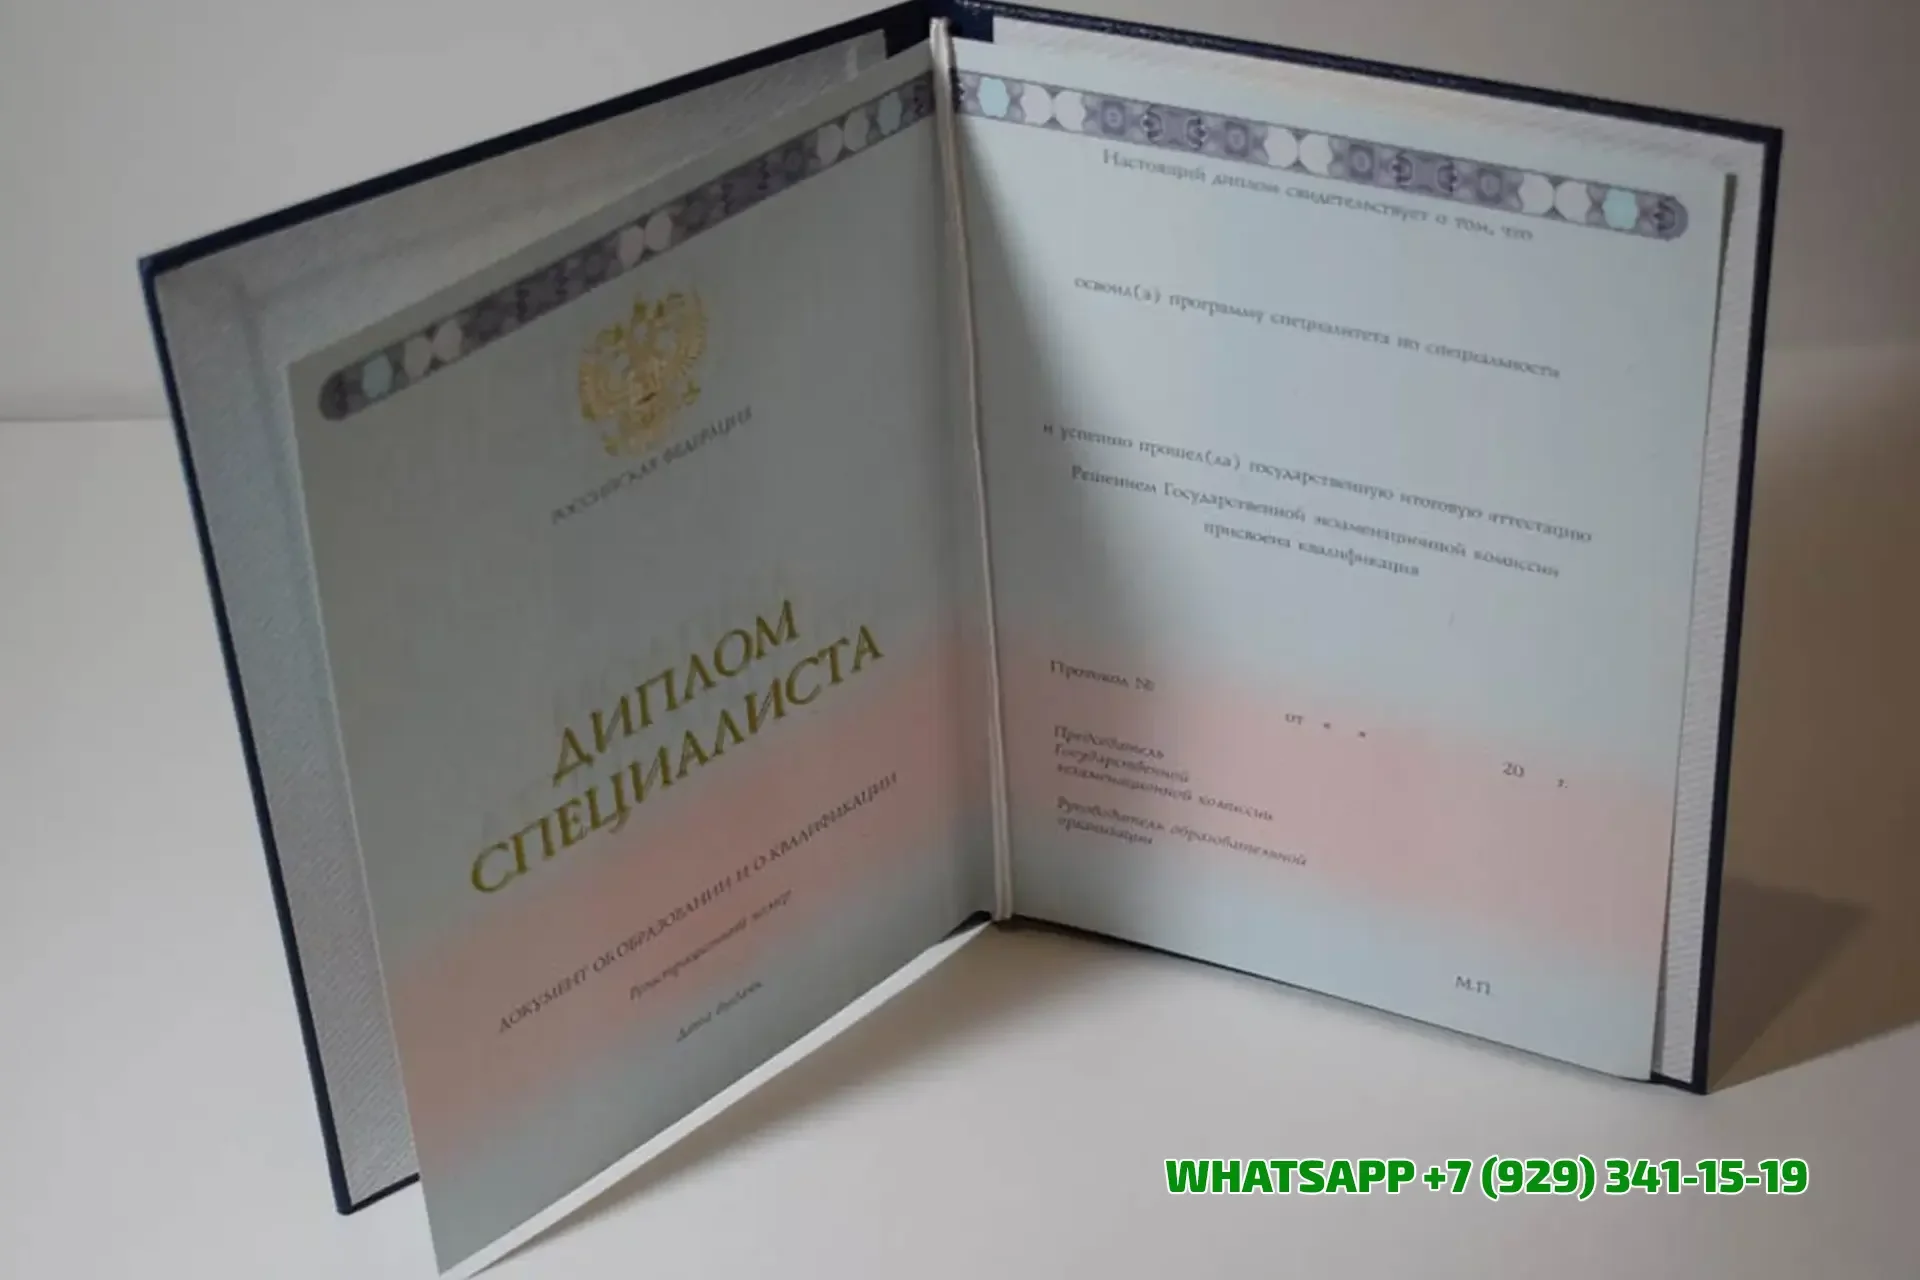 РОССИЙСКАЯ ФЕДЕРАЦИЯ
ДИПЛОМ
СПЕЦИАЛИСТА
ДОКУМЕНТ ОБ ОБРАЗОВАНИИ И О КВАЛИФИКАЦИИ
Регистрационный номер
Дата выдачи
Настоящий диплом свидетельствует о том, что
освоил(а) программу специалитета по специальности
и успешно прошел(ла) государственную итоговую аттестацию
Решением Государственной экзаменационной комиссии
присвоена квалификация
Протокол №
от « »
20 г.
Председатель
Государственной
экзаменационной комиссии
Руководитель образовательной
организации
М.П.
WHATSAPP +7 (929) 341-15-19